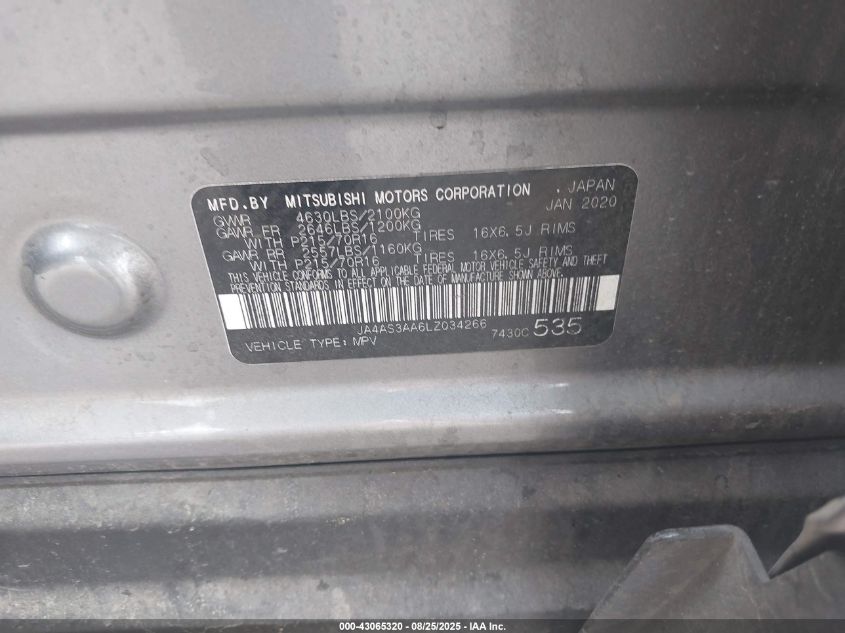 MFD.BY MITSUBISHI MOTORS CORPORATION . JAPAN
JAN 2020
GVWR 4630LBS/2100KG
GAWR FR 2646LBS/1200KG
WITH P215/70R16 TIRES 16X6.5J RIMS
GAWR RR 2557LBS/1160KG
WITH P215/70R16 TIRES 16X6.5J RIMS
THIS VEHICLE CONFORMS TO ALL APPLICABLE FEDERAL MOTOR VEHICLE SAFETY AND THEFT
PREVENTION STANDARDS IN EFFECT ON THE DATE OF MANUFACTURE SHOWN ABOVE.
JA4AS3AA6LZ034266 7430C 535
VEHICLE TYPE: MPV
000-43065320 - 08/25/2025 - IAA Inc.